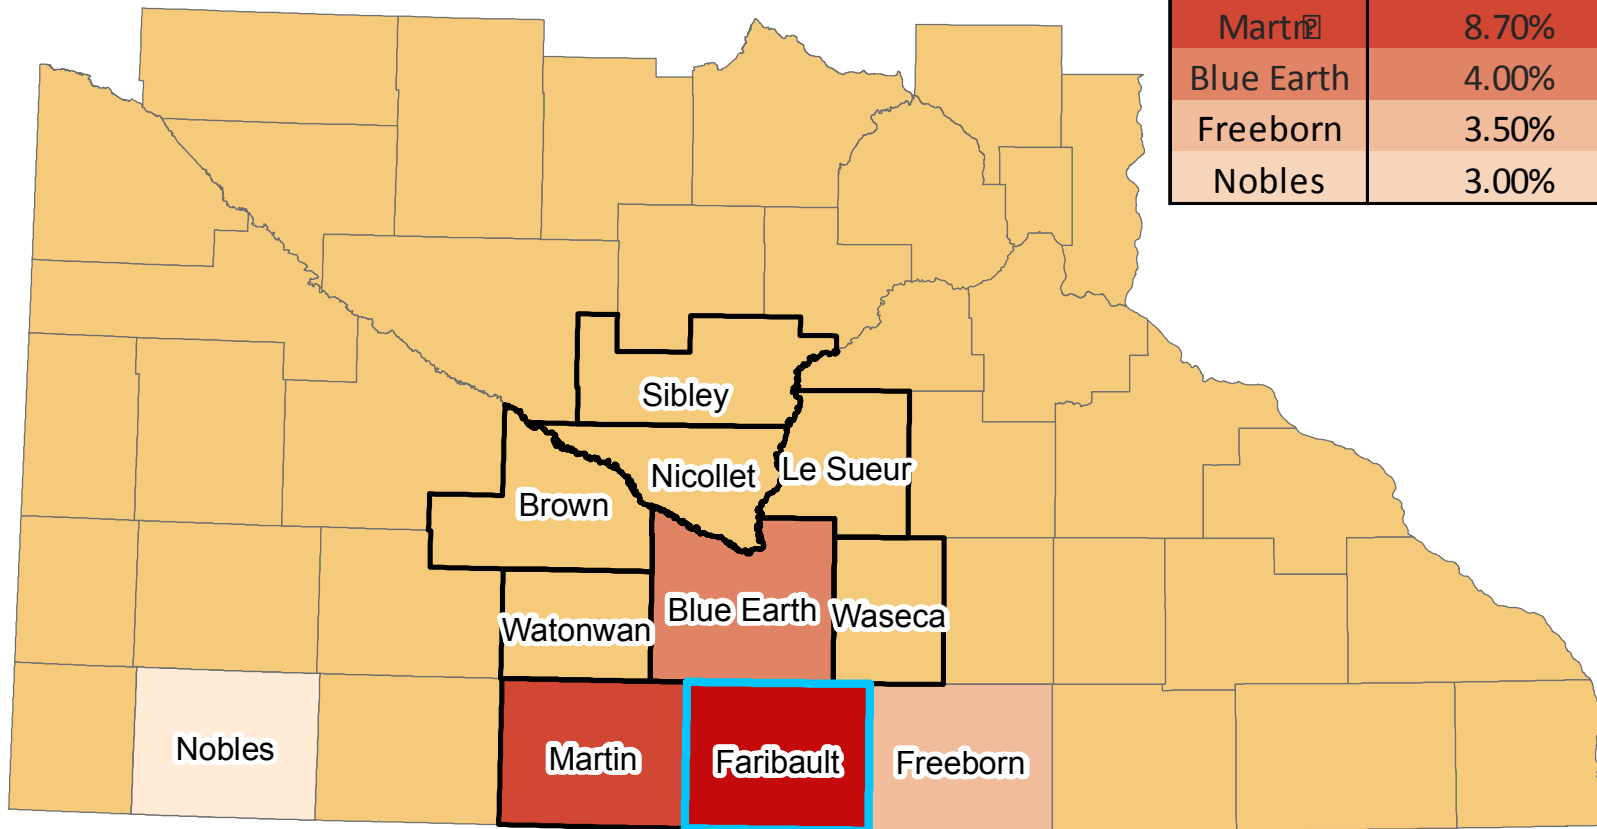 Mart 8.70%
Blue Earth 4.00%
Freeborn 3.50%
Nobles 3.00%
Sibley
Nicollet
Le Sueur
Brown
Blue Earth
Waseca
Watonwan
Nobles
Martin
Faribault
Freeborn